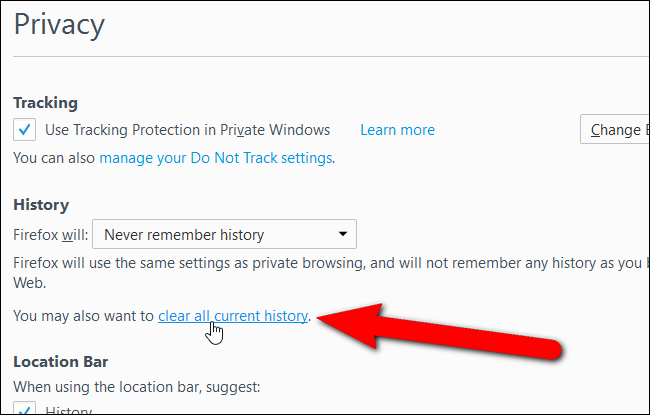 Privacy
Tracking
Use Tracking Protection in Private Windows Learn more Change
You can also manage your Do Not Track settings.
History
Firefox will: Never remember history
Firefox will use the same settings as private browsing, and will not remember any history as you
Web.
You may also want to clear all current history.
Location Bar
When using the location bar, suggest:
History